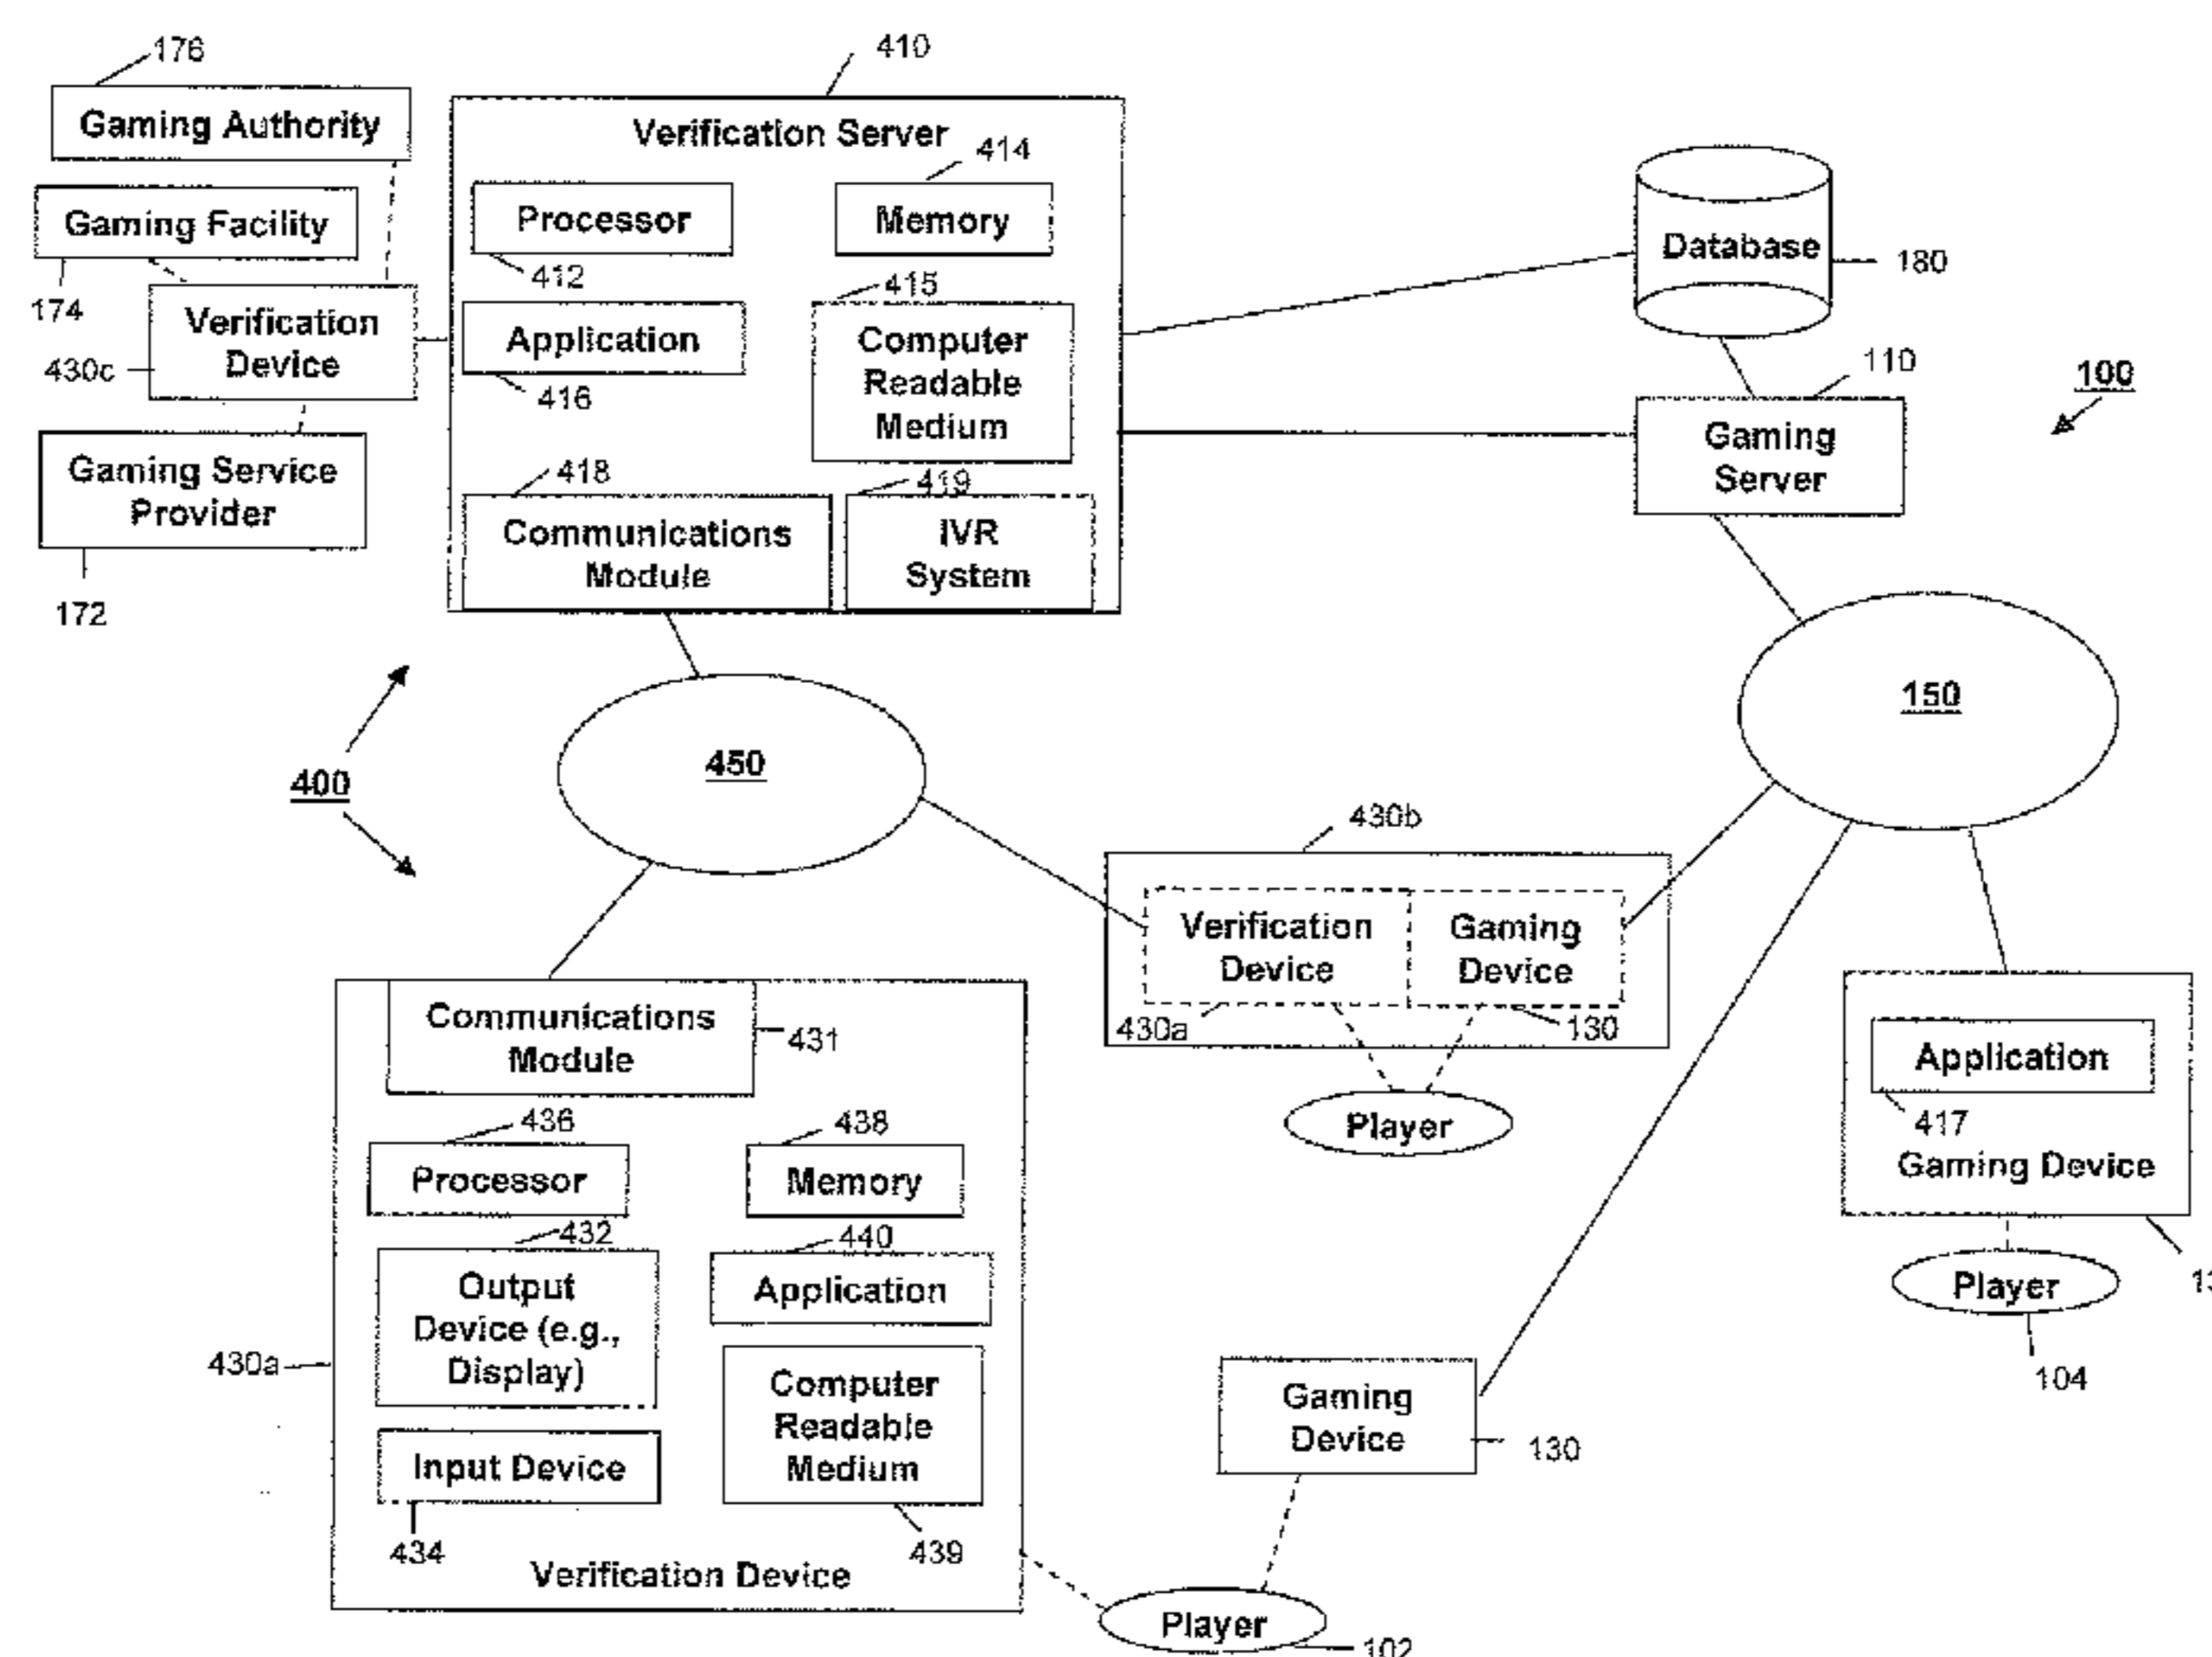 176
410
Gaming Authority
Verification Server
414
Gaming Facility
Processor
Memory
Database
180
174
412
415
Verification
Device
430c
Application
Computer
Readable
Medium
416
110
100
Gaming
Server
Gaming Service
Provider
172
418
419
Communications
Module
IVR
System
150
450
400
430b
Verification
Device
Gaming
Device
430a
130
Communications
Module
431
Player
Application
417
Gaming Device
436
438
Processor
Memory
432
440
Output
Device (e.g.,
Display)
Application
Player
104
430a
Computer
Readable
Medium
Gaming
Device
130
Input Device
434
439
Verification Device
Player
102